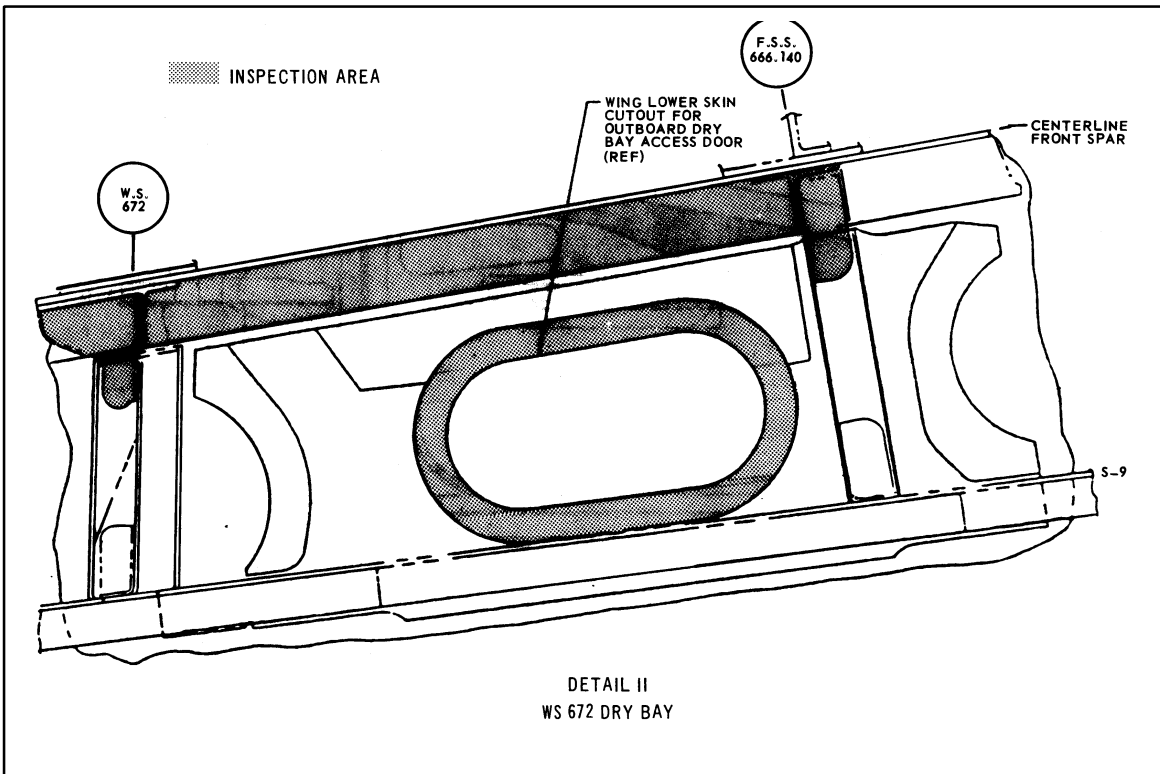 F.S.S.
666.140
INSPECTION AREA
WING LOWER SKIN
CUTOUT FOR
OUTBOARD DRY
BAY ACCESS DOOR
(REF)
CENTERLINE
FRONT SPAR
W.S.
672
S-9
DETAIL II
WS 672 DRY BAY